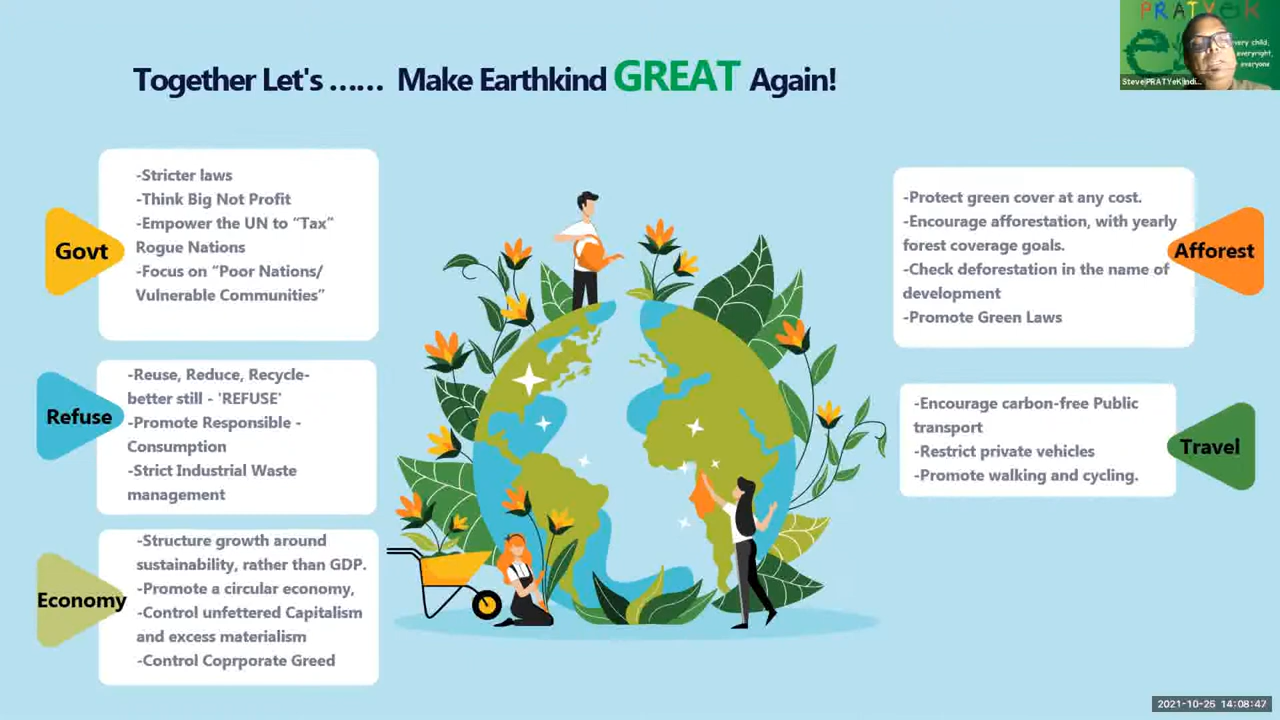 Together Let's ...... Make Earthkind GREAT Again!
PRATYeK
every child,
everyright,
everyone
Govt
-Stricter laws
-Think Big Not Profit
-Empower the UN to “Tax”
Rogue Nations
-Focus on “Poor Nations/
Vulnerable Communities”
Refuse
-Reuse, Reduce, Recycle-
better still - 'REFUSE'
-Promote Responsible -
Consumption
-Strict Industrial Waste
management
Economy
-Structure growth around
sustainability, rather than GDP.
-Promote a circular economy,
-Control unfettered Capitalism
and excess materialism
-Control Coprporate Greed
-Protect green cover at any cost.
-Encourage afforestation, with yearly
forest coverage goals.
-Check deforestation in the name of
development
-Promote Green Laws
Afforest
-Encourage carbon-free Public
transport
-Restrict private vehicles
-Promote walking and cycling.
Travel
2021-10-26 14:08:47